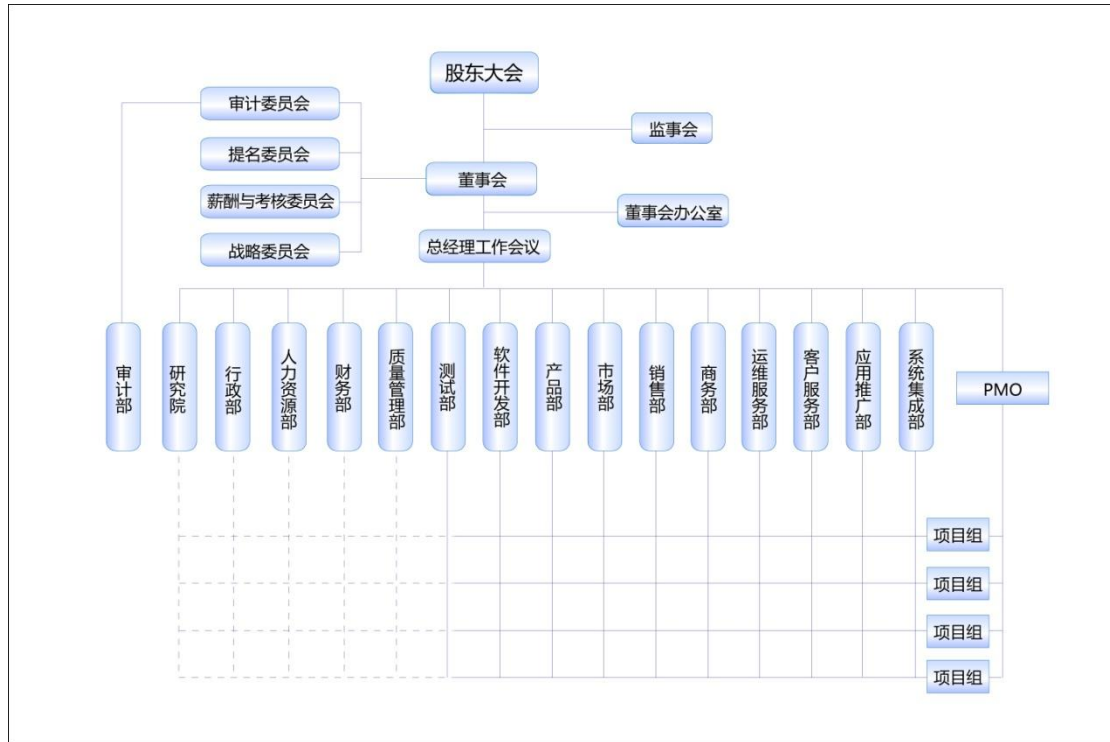 股东大会
审计委员会
监事会
提名委员会
董事会
薪酬与考核委员会
董事会办公室
战略委员会
总经理工作会议
审计部
研究院
行政部
人力资源部
财务部
质量管理部
测试部
软件开发部
产品部
市场部
销售部
商务部
运维服务部
客户服务部
应用推广部
系统集成部
PMO
项目组
项目组
项目组
项目组